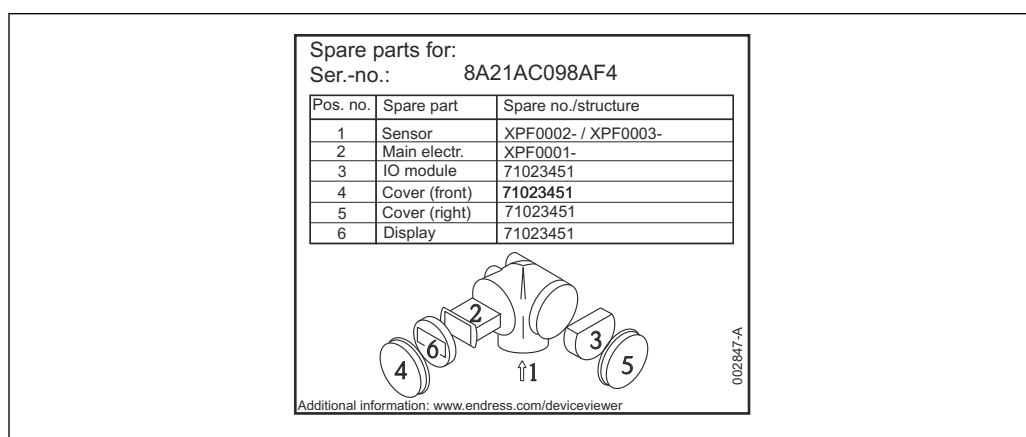 Spare parts for:
Ser.-no.: 8A21AC098AF4
Pos. no. Spare part Spare no./structure
1 Sensor XPF0002- / XPF0003-
2 Main electr. XPF0001-
3 IO module 71023451
4 Cover (front) 71023451
5 Cover (right) 71023451
6 Display 71023451
2
6
3
4
1
5
002847-A
Additional information: www.endress.com/deviceviewer